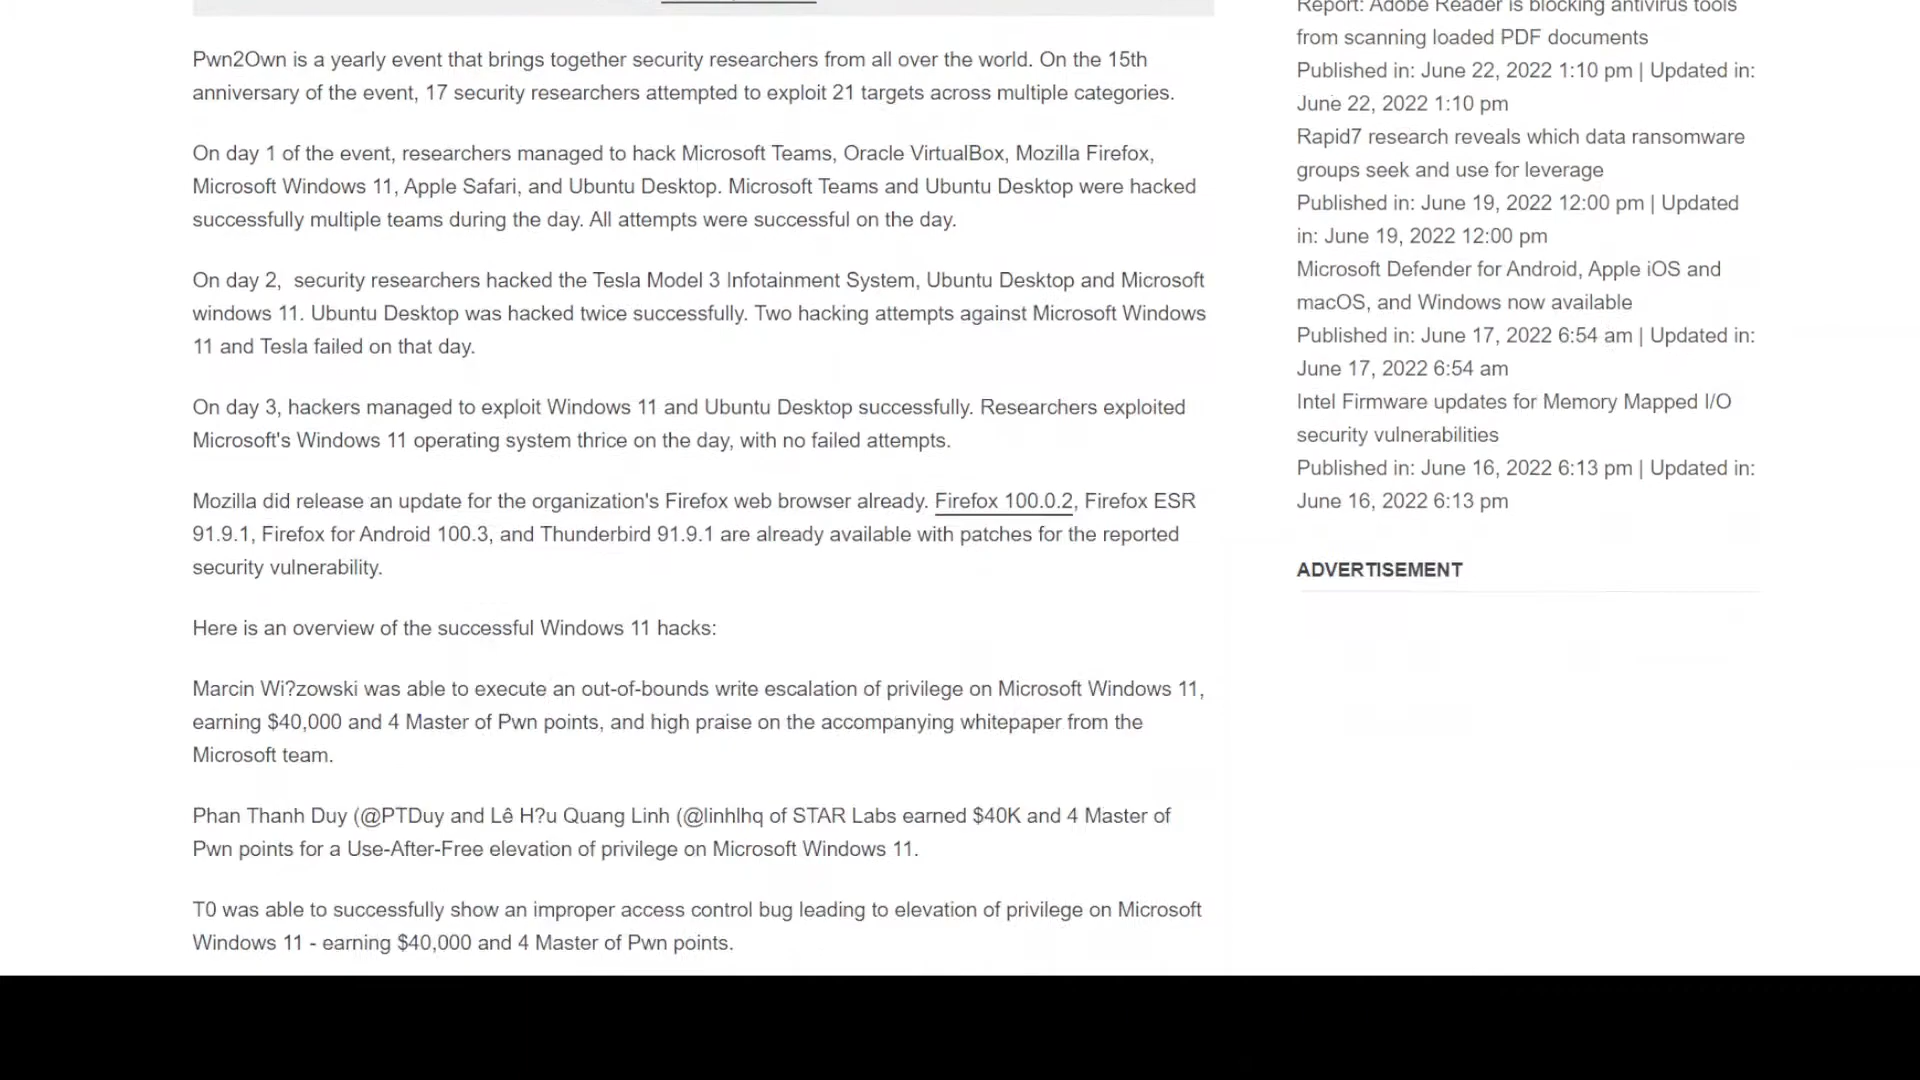 Pwn2Own is a yearly event that brings together security researchers from all over the world. On the 15th
anniversary of the event, 17 security researchers attempted to exploit 21 targets across multiple categories.
On day 1 of the event, researchers managed to hack Microsoft Teams, Oracle VirtualBox, Mozilla Firefox,
Microsoft Windows 11, Apple Safari, and Ubuntu Desktop. Microsoft Teams and Ubuntu Desktop were hacked
successfully multiple teams during the day. All attempts were successful on the day.
On day 2,  security researchers hacked the Tesla Model 3 Infotainment System, Ubuntu Desktop and Microsoft
windows 11. Ubuntu Desktop was hacked twice successfully. Two hacking attempts against Microsoft Windows
11 and Tesla failed on that day.
On day 3, hackers managed to exploit Windows 11 and Ubuntu Desktop successfully. Researchers exploited
Microsoft's Windows 11 operating system thrice on the day, with no failed attempts.
Mozilla did release an update for the organization's Firefox web browser already. Firefox 100.0.2, Firefox ESR
91.9.1, Firefox for Android 100.3, and Thunderbird 91.9.1 are already available with patches for the reported
security vulnerability.
Here is an overview of the successful Windows 11 hacks:
Marcin Wi?zowski was able to execute an out-of-bounds write escalation of privilege on Microsoft Windows 11,
earning $40,000 and 4 Master of Pwn points, and high praise on the accompanying whitepaper from the
Microsoft team.
Phan Thanh Duy (@PTDuy and Lê H?u Quang Linh (@linhlhq of STAR Labs earned $40K and 4 Master of
Pwn points for a Use-After-Free elevation of privilege on Microsoft Windows 11.
T0 was able to successfully show an improper access control bug leading to elevation of privilege on Microsoft
Windows 11 - earning $40,000 and 4 Master of Pwn points.
Report: Adobe Reader is blocking antivirus tools
from scanning loaded PDF documents
Published in: June 22, 2022 1:10 pm | Updated in:
June 22, 2022 1:10 pm
Rapid7 research reveals which data ransomware
groups seek and use for leverage
Published in: June 19, 2022 12:00 pm | Updated
in: June 19, 2022 12:00 pm
Microsoft Defender for Android, Apple iOS and
macOS, and Windows now available
Published in: June 17, 2022 6:54 am | Updated in:
June 17, 2022 6:54 am
Intel Firmware updates for Memory Mapped I/O
security vulnerabilities
Published in: June 16, 2022 6:13 pm | Updated in:
June 16, 2022 6:13 pm
ADVERTISEMENT